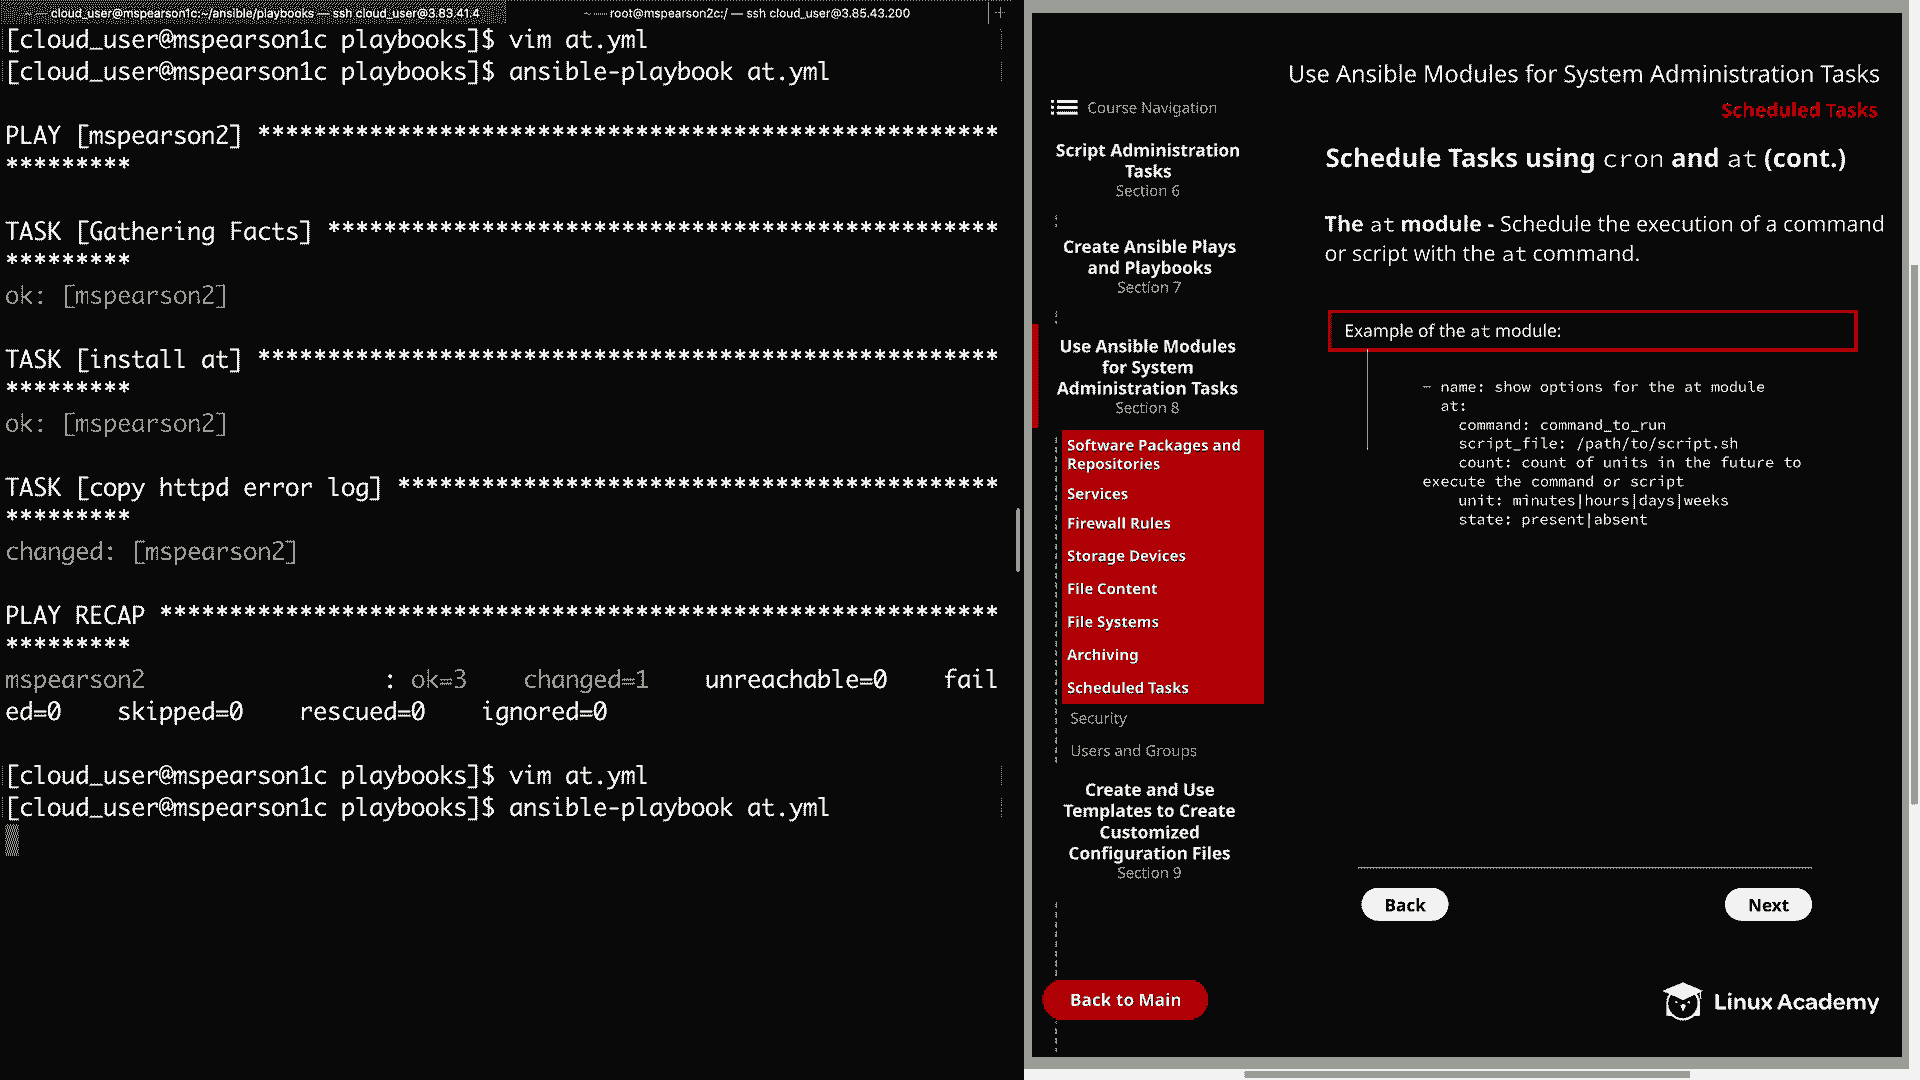 cloud_user@mspearson1c:~/ansible/playbooks — ssh cloud_user@3.83.41.4
root@mspearson2c:/ — ssh cloud_user@3.85.43.200
[cloud_user@mspearson1c playbooks]$ vim at.yml
[cloud_user@mspearson1c playbooks]$ ansible-playbook at.yml
PLAY [mspearson2] *****************************************************
*********
TASK [Gathering Facts] ************************************************
*********
ok: [mspearson2]
TASK [install at] *****************************************************
*********
ok: [mspearson2]
TASK [copy httpd error log] *******************************************
*********
changed: [mspearson2]
PLAY RECAP ************************************************************
*********
mspearson2                 : ok=3    changed=1    unreachable=0    fail
ed=0    skipped=0    rescued=0    ignored=0
[cloud_user@mspearson1c playbooks]$ vim at.yml
[cloud_user@mspearson1c playbooks]$ ansible-playbook at.yml
Use Ansible Modules for System Administration Tasks
Scheduled Tasks
Course Navigation
Script Administration
Tasks
Section 6
Create Ansible Plays
and Playbooks
Section 7
Use Ansible Modules
for System
Administration Tasks
Section 8
Software Packages and
Repositories
Services
Firewall Rules
Storage Devices
File Content
File Systems
Archiving
Scheduled Tasks
Security
Users and Groups
Create and Use
Templates to Create
Customized
Configuration Files
Section 9
Back to Main
Schedule Tasks using cron and at (cont.)
The at module - Schedule the execution of a command
or script with the at command.
Example of the at module:
- name: show options for the at module
at:
command: command_to_run
script_file: /path/to/script.sh
count: count of units in the future to
execute the command or script
unit: minutes|hours|days|weeks
state: present|absent
Back
Next
Linux Academy